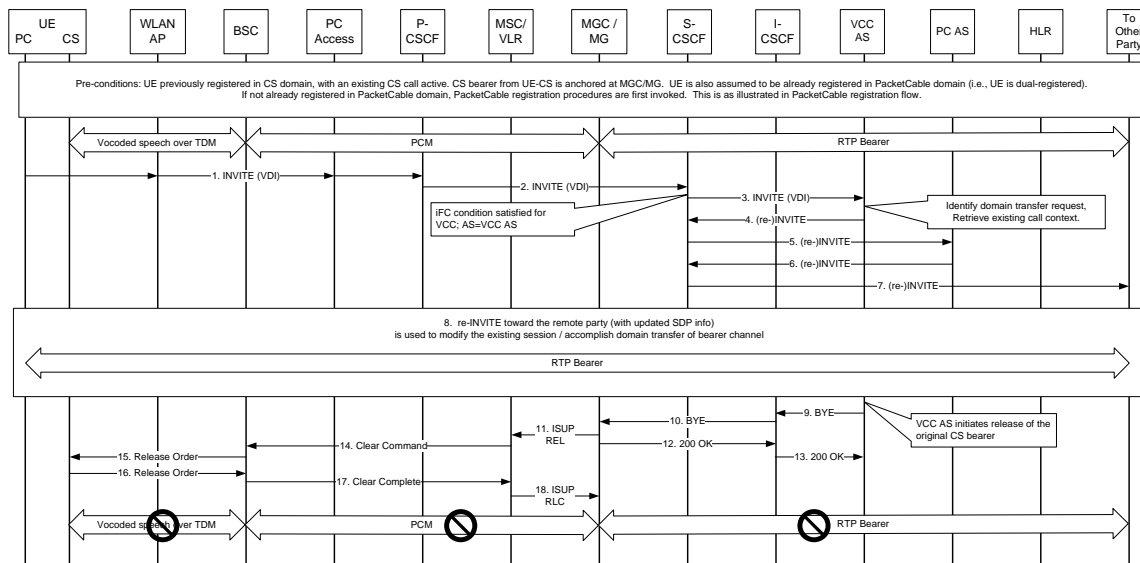 UE
PC CS
WLAN
AP
BSC
PC
Access
P-
CSCF
MSC/
VLR
MGC /
MG
S-
CSCF
I-
CSCF
VCC
AS
PC AS
HLR
To
Other
Party
Pre-conditions: UE previously registered in CS domain, with an existing CS call active. CS bearer from UE-CS is anchored at MGC/MG. UE is also assumed to be already registered in PacketCable domain (i.e., UE is dual-registered).
If not already registered in PacketCable domain, PacketCable registration procedures are first invoked. This is as illustrated in PacketCable registration flow.
Vocoded speech over TDM
PCM
RTP Bearer
1. INVITE (VDI)
2. INVITE (VDI)
3. INVITE (VDI)
iFC condition satisfied for
VCC; AS=VCC AS
Identify domain transfer request,
Retrieve existing call context.
4. (re-)INVITE
5. (re-)INVITE
6. (re-)INVITE
7. (re-)INVITE
8. re-INVITE toward the remote party (with updated SDP info)
is used to modify the existing session / accomplish domain transfer of bearer channel
RTP Bearer
9. BYE
10. BYE
VCC AS initiates release of the
original CS bearer
11. ISUP
REL
12. 200 OK
13. 200 OK
14. Clear Command
15. Release Order
16. Release Order
17. Clear Complete
18. ISUP
RLC
Vocoded speech over TDM
PCM
RTP Bearer